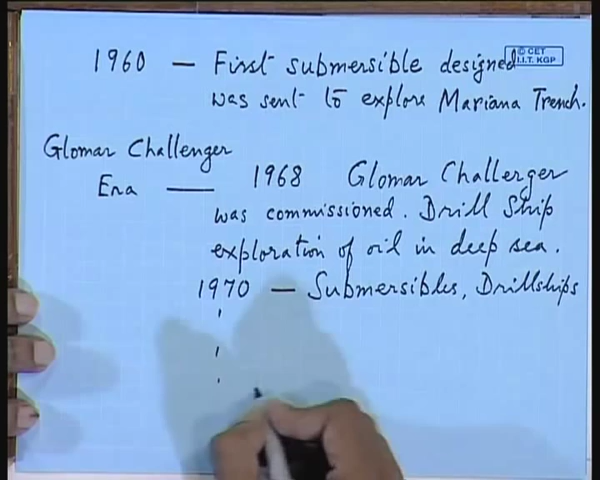 1960 — First submersible designed
© CET
I.I.T. KGP
was sent to explore Mariana Trench.
Glomar Challenger
Era — 1968 Glomar Challerger
was commissioned. Drill Ship
exploration of oil in deep sea.
1970 — Submersibles, Drillships